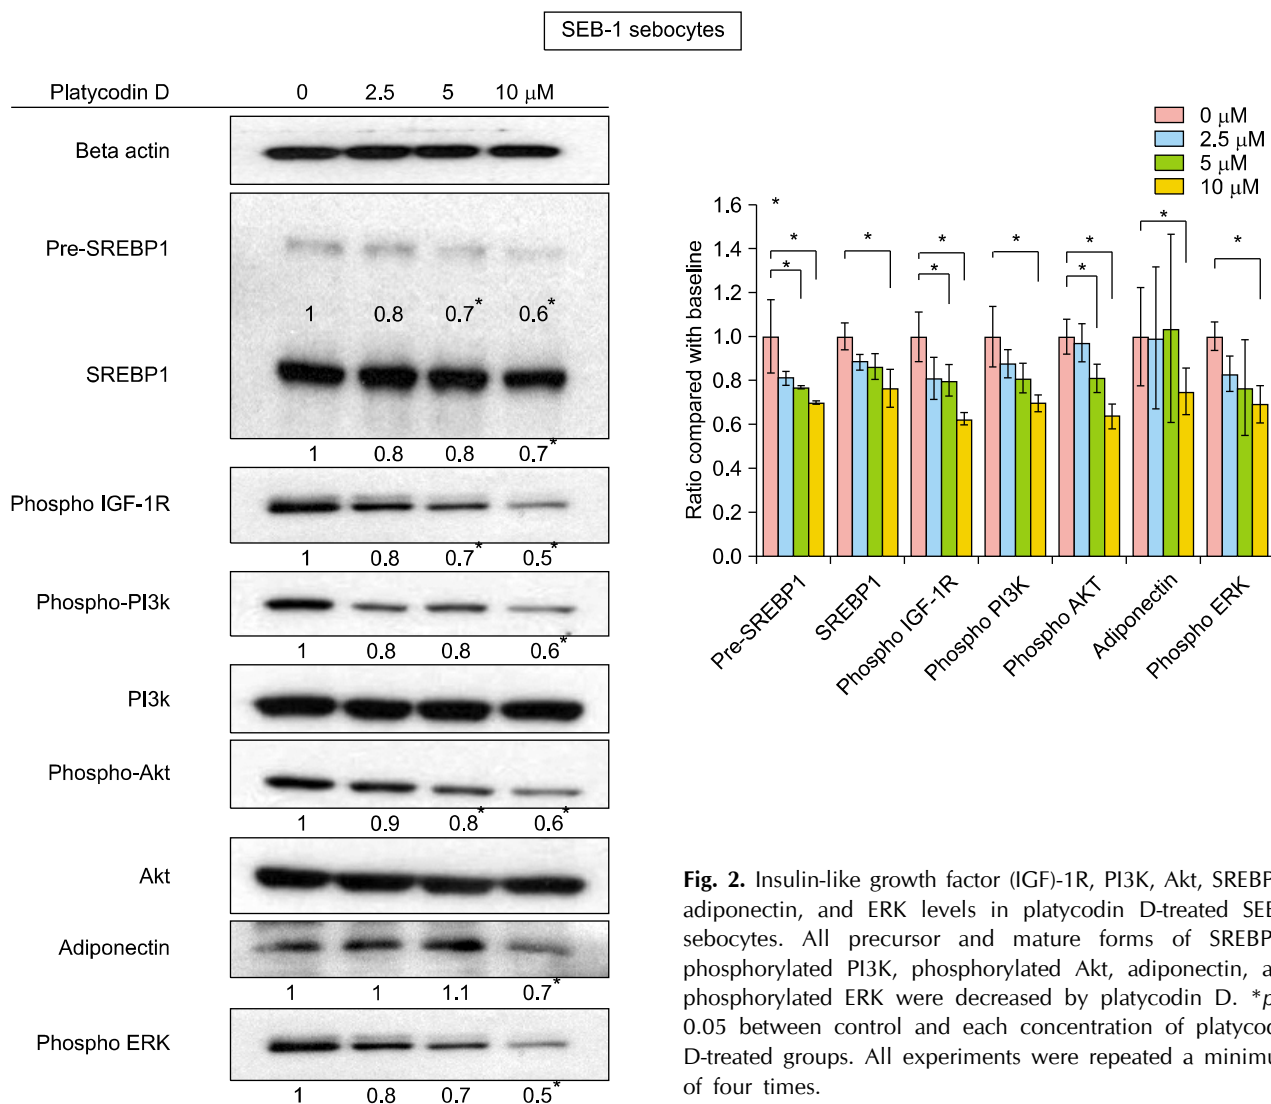 SEB-1 sebocytes
Platycodin D 0 2.5 5 10 μM
Beta actin
Pre-SREBP1
1 0.8 0.7* 0.6*
SREBP1
1 0.8 0.8 0.7*
Phospho IGF-1R
1 0.8 0.7* 0.5*
Phospho-PI3k
1 0.8 0.8 0.6*
PI3k
Phospho-Akt
1 0.9 0.8* 0.6*
Akt
Adiponectin
1 1 1.1 0.7*
Phospho ERK
1 0.8 0.7 0.5*
0 μM
2.5 μM
5 μM
10 μM
Ratio compared with baseline
1.6
1.4
1.2
1.0
0.8
0.6
0.4
0.2
0.0
*
* *
*
* *
*
* *
*
*
Pre-SREBP1
SREBP1
Phospho IGF-1R
Phospho PI3K
Phospho AKT
Adiponectin
Phospho ERK
Fig. 2. Insulin-like growth factor (IGF)-1R, PI3K, Akt, SREBP
adiponectin, and ERK levels in platycodin D-treated SEB
sebocytes. All precursor and mature forms of SREBP
phosphorylated PI3K, phosphorylated Akt, adiponectin, a
phosphorylated ERK were decreased by platycodin D. *p
0.05 between control and each concentration of platycod
D-treated groups. All experiments were repeated a minimu
of four times.